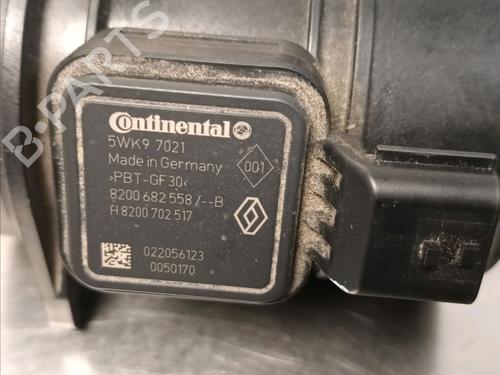 B-PARTS
Continental
5WK9 7021
Made in Germany
001
>PBT-GF30<
8200 682 558 /--B
H 8200 702 517
022056123
0050170